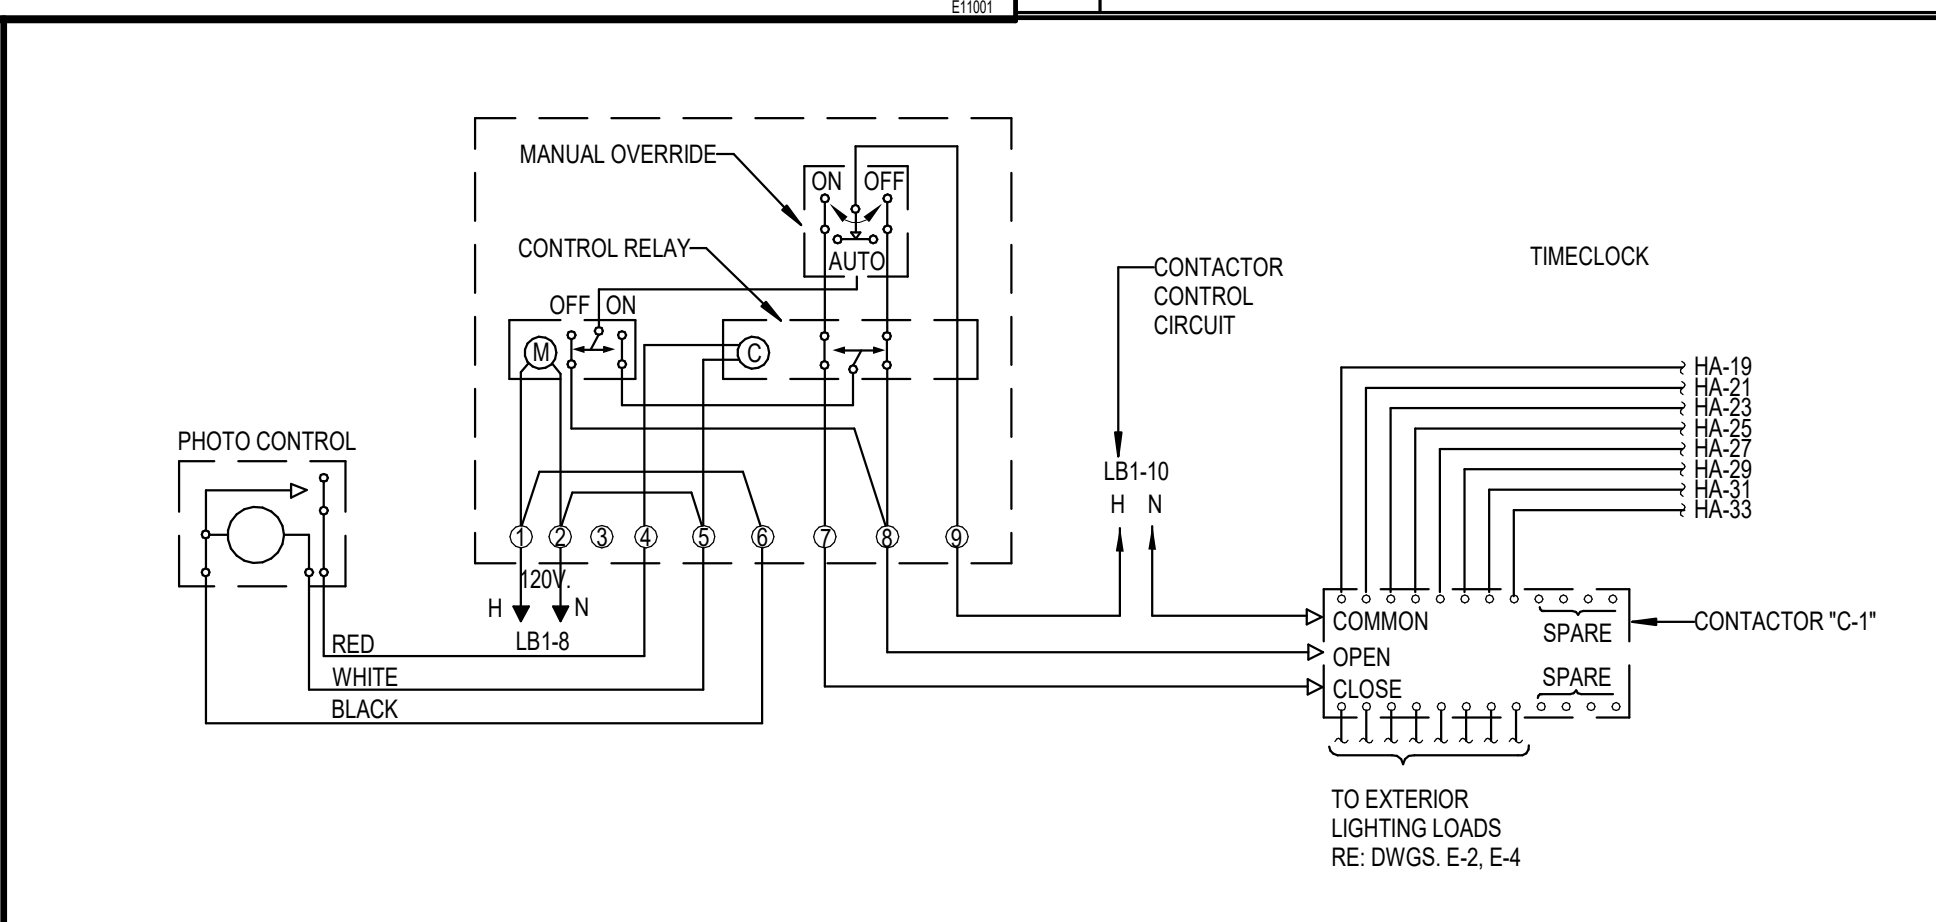 E11001
MANUAL OVERRIDE
ON OFF
AUTO
CONTROL RELAY
OFF ON
M
C
CONTACTOR
CONTROL
CIRCUIT
TIMECLOCK
HA-19
HA-21
HA-23
HA-25
HA-27
HA-29
HA-31
HA-33
PHOTO CONTROL
LB1-10
H N
1 2 3 4 5 6 7 8 9
120V.
H N
LB1-8
RED
WHITE
BLACK
COMMON
OPEN
CLOSE
SPARE
SPARE
CONTACTOR "C-1"
TO EXTERIOR
LIGHTING LOADS
RE: DWGS. E-2, E-4